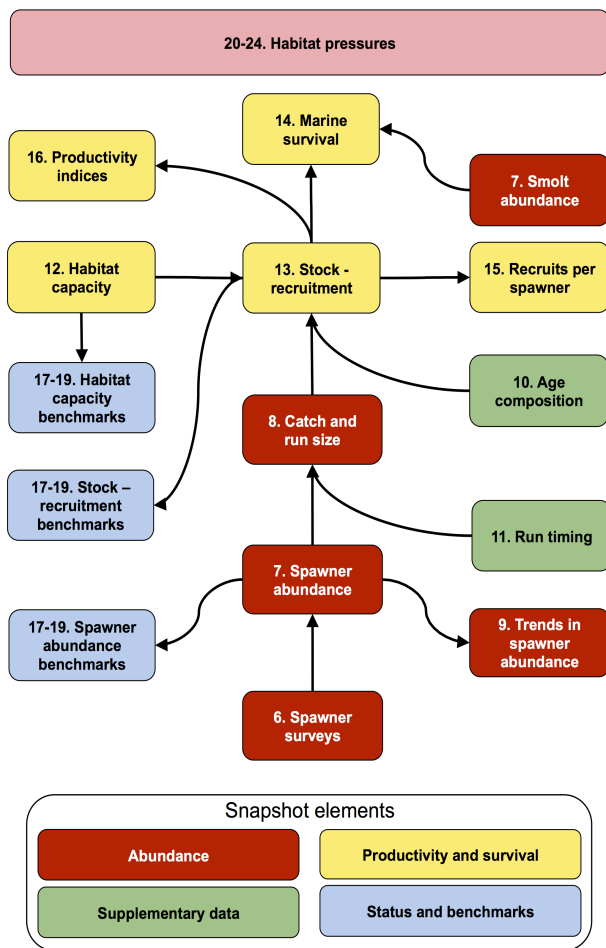 20-24. Habitat pressures
14. Marine
survival
16. Productivity
indices
7. Smolt
abundance
12. Habitat
capacity
13. Stock -
recruitment
15. Recruits per
spawner
17-19. Habitat
capacity
benchmarks
10. Age
composition
8. Catch and
run size
17-19. Stock –
recruitment
benchmarks
11. Run timing
7. Spawner
abundance
17-19. Spawner
abundance
benchmarks
9. Trends in
spawner
abundance
6. Spawner
surveys
Snapshot elements
Abundance
Productivity and survival
Supplementary data
Status and benchmarks